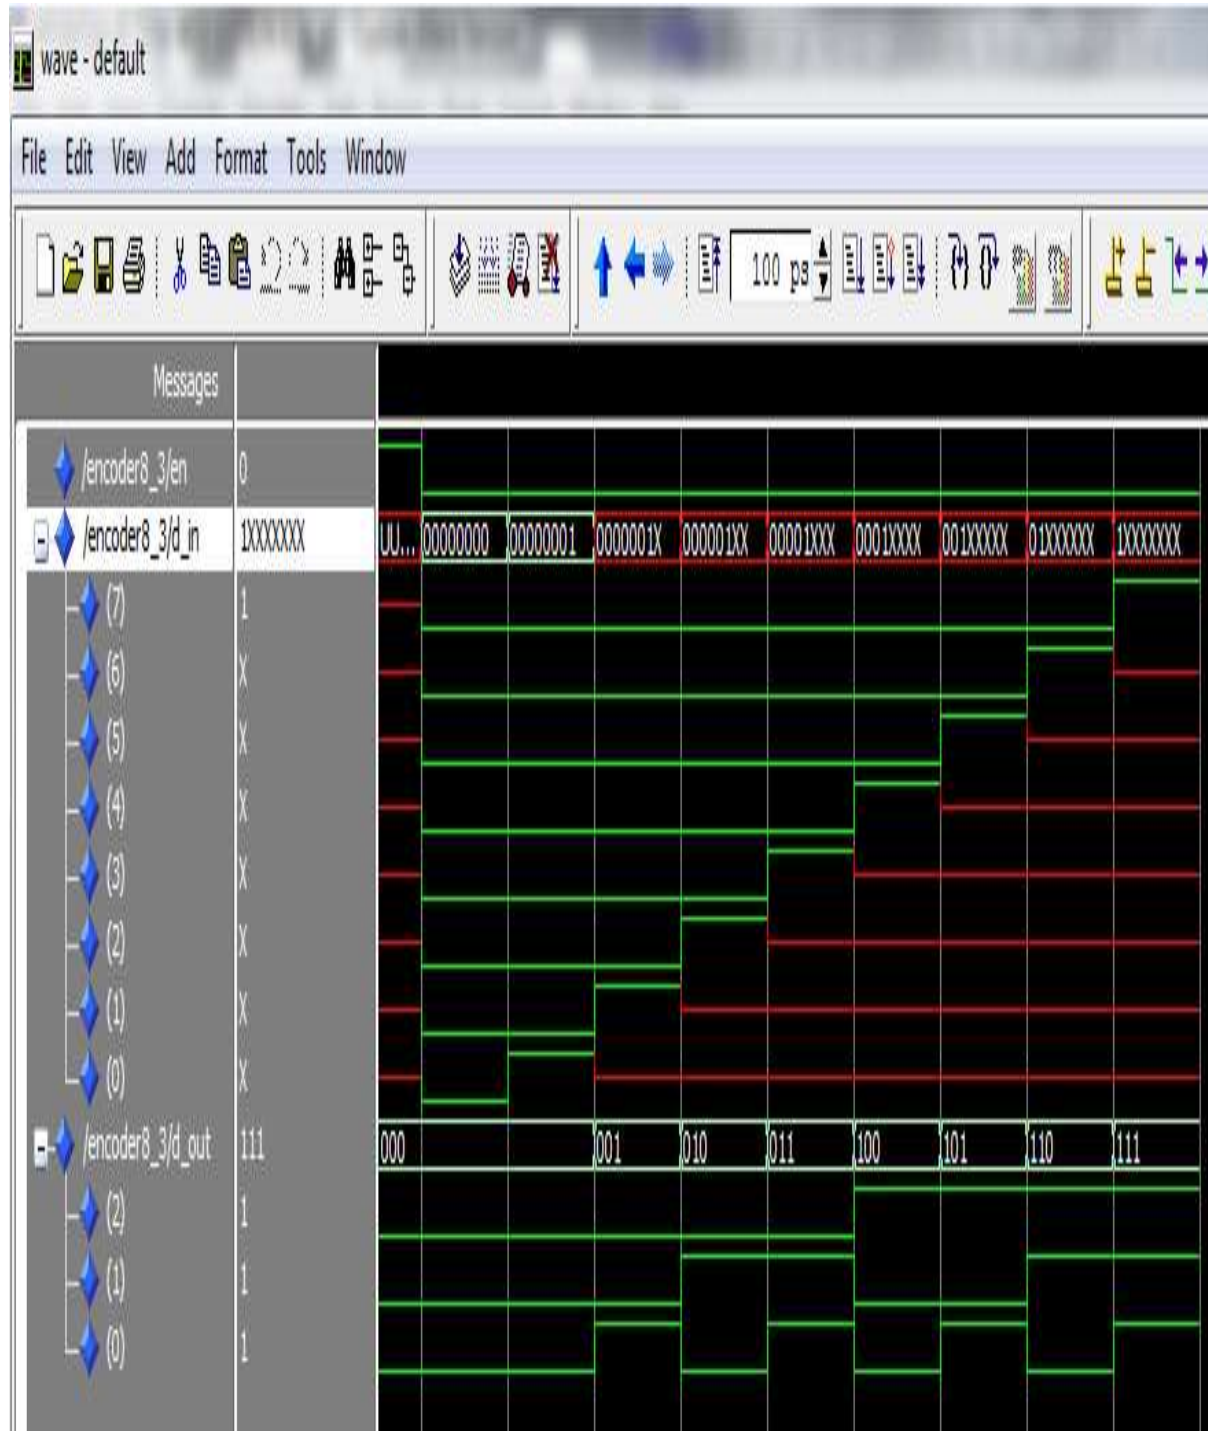 wave - default
File Edit View Add Format Tools Window
100 ps
Messages
/encoder8_3/en 0
/encoder8_3/d_in 1XXXXXXX UU... 00000000 00000001 0000001X 000001XX 00001XXX 0001XXXX 001XXXXX 01XXXXXX 1XXXXXXX
(7) 1
(6) X
(5) X
(4) X
(3) X
(2) X
(1) X
(0) X
/encoder8_3/d_out 111 000 001 010 011 100 101 110 111
(2) 1
(1) 1
(0) 1